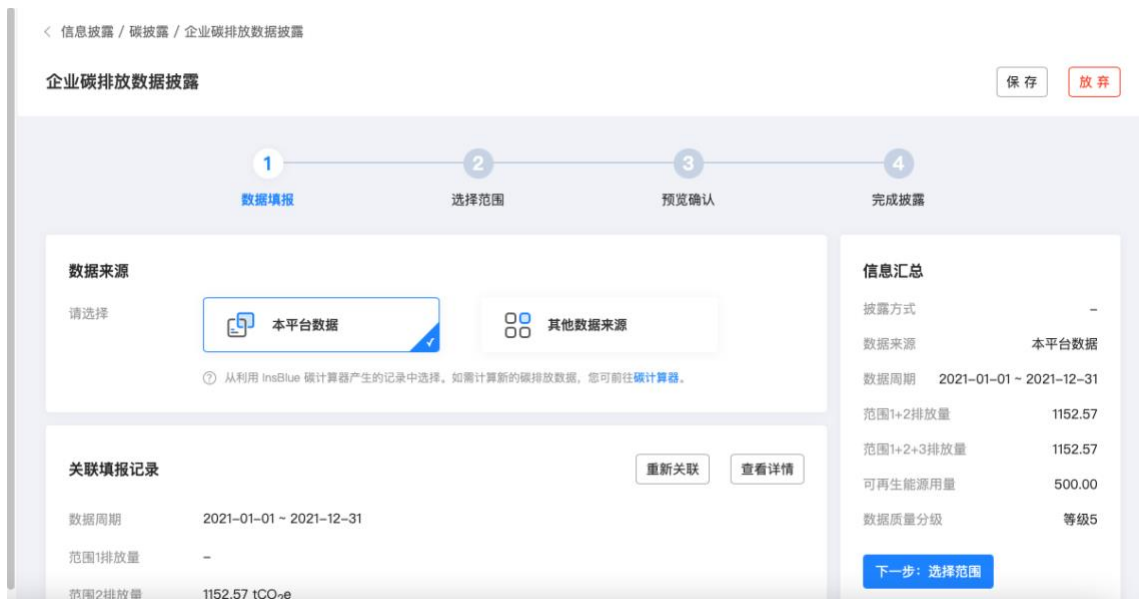 < 信息披露 / 碳披露 / 企业碳排放数据披露
企业碳排放数据披露
保存
放弃
1
2
3
4
数据填报
选择范围
预览确认
完成披露
数据来源
请选择
本平台数据
其他数据来源
? 从利用 InsBlue 碳计算器产生的记录中选择。如需计算新的碳排放数据，您可前往碳计算器。
关联填报记录
重新关联
查看详情
数据周期 2021-01-01 ~ 2021-12-31
范围1排放量 -
范围2排放量 1152.57 tCO₂e
信息汇总
披露方式 -
数据来源 本平台数据
数据周期 2021-01-01 ~ 2021-12-31
范围1+2排放量 1152.57
范围1+2+3排放量 1152.57
可再生能源用量 500.00
数据质量分级 等级5
下一步：选择范围